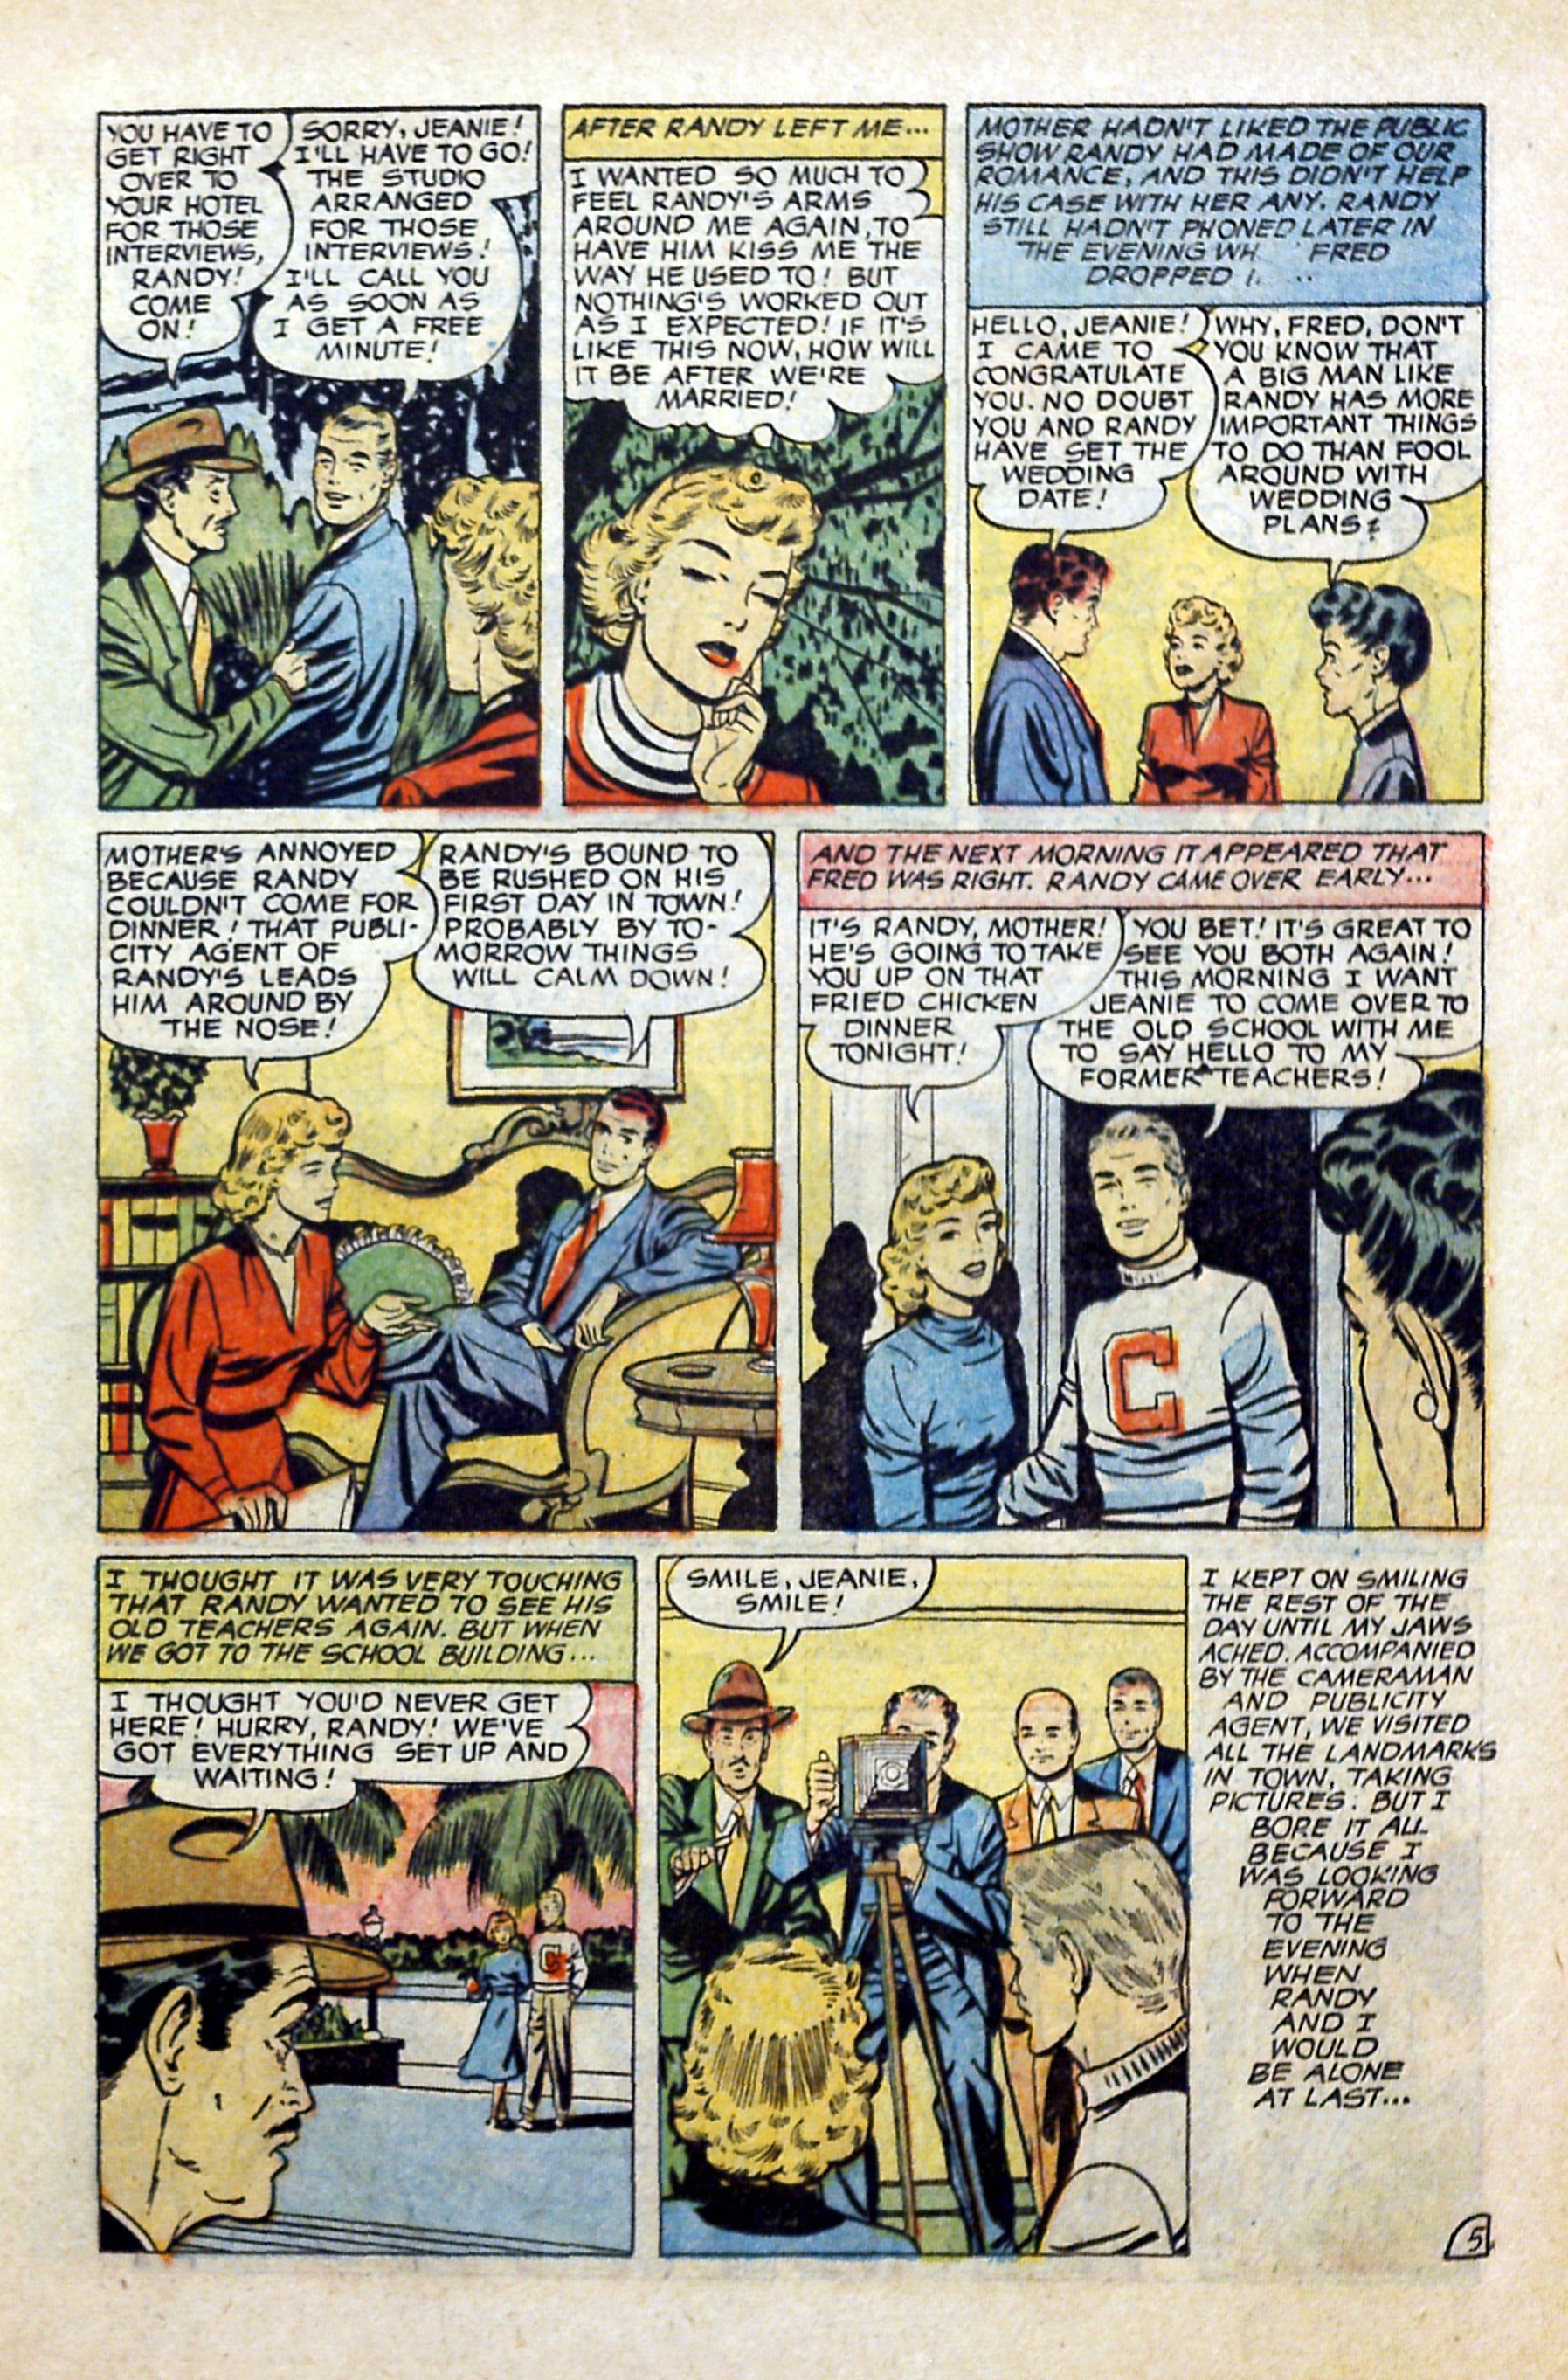 YOU HAVE TO
GET RIGHT
OVER TO
YOUR HOTEL
FOR THOSE
INTERVIEWS,
RANDY!
COME
ON!
SORRY, JEANIE!
I'LL HAVE TO GO!
THE STUDIO
ARRANGED
FOR THOSE
INTERVIEWS!
I'LL CALL YOU
AS SOON AS
I GET A FREE
MINUTE!
AFTER RANDY LEFT ME...
I WANTED SO MUCH TO
FEEL RANDY'S ARMS
AROUND ME AGAIN, TO
HAVE HIM KISS ME THE
WAY HE USED TO! BUT
NOTHING'S WORKED OUT
AS I EXPECTED! IF IT'S
LIKE THIS NOW, HOW WILL
IT BE AFTER WE'RE
MARRIED!
MOTHER HADN'T LIKED THE PUBLIC
SHOW RANDY HAD MADE OF OUR
ROMANCE, AND THIS DIDN'T HELP
HIS CASE WITH HER ANY. RANDY
STILL HADN'T PHONED LATER IN
THE EVENING WH FRED
DROPPED I...
HELLO, JEANIE!
I CAME TO
CONGRATULATE
YOU. NO DOUBT
YOU AND RANDY
HAVE SET THE
WEDDING
DATE!
WHY, FRED, DON'T
YOU KNOW THAT
A BIG MAN LIKE
RANDY HAS MORE
IMPORTANT THINGS
TO DO THAN FOOL
AROUND WITH
WEDDING
PLANS?
MOTHER'S ANNOYED
BECAUSE RANDY
COULDN'T COME FOR
DINNER! THAT PUBLI-
CITY AGENT OF
RANDY'S LEADS
HIM AROUND BY
THE NOSE!
RANDY'S BOUND TO
BE RUSHED ON HIS
FIRST DAY IN TOWN!
PROBABLY BY TO-
MORROW THINGS
WILL CALM DOWN!
AND THE NEXT MORNING IT APPEARED THAT
FRED WAS RIGHT. RANDY CAME OVER EARLY...
IT'S RANDY, MOTHER!
HE'S GOING TO TAKE
YOU UP ON THAT
FRIED CHICKEN
DINNER
TONIGHT!
YOU BET! IT'S GREAT TO
SEE YOU BOTH AGAIN!
THIS MORNING I WANT
JEANIE TO COME OVER TO
THE OLD SCHOOL WITH ME
TO SAY HELLO TO MY
FORMER TEACHERS!
C
I THOUGHT IT WAS VERY TOUCHING
THAT RANDY WANTED TO SEE HIS
OLD TEACHERS AGAIN. BUT WHEN
WE GOT TO THE SCHOOL BUILDING...
I THOUGHT YOU'D NEVER GET
HERE! HURRY, RANDY! WE'VE
GOT EVERYTHING SET UP AND
WAITING!
C
SMILE, JEANIE,
SMILE!
I KEPT ON SMILING
THE REST OF THE
DAY UNTIL MY JAWS
ACHED. ACCOMPANIED
BY THE CAMERAMAN
AND PUBLICITY
AGENT, WE VISITED
ALL THE LANDMARKS
IN TOWN, TAKING
PICTURES. BUT I
BORE IT ALL
BECAUSE I
WAS LOOKING
FORWARD
TO THE
EVENING
WHEN
RANDY
AND I
WOULD
BE ALONE
AT LAST...
5